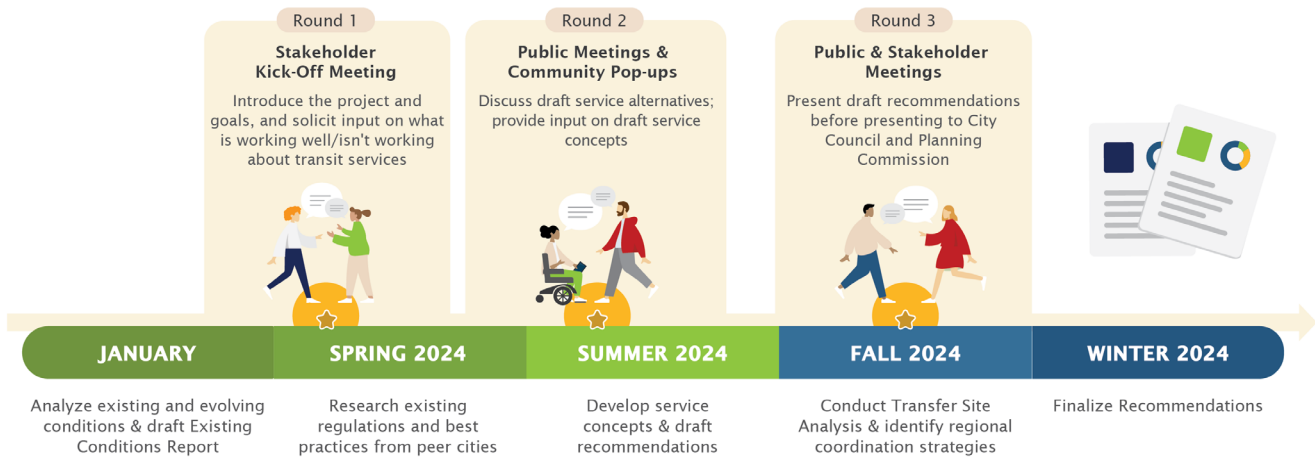 Round 1
Stakeholder
Kick-Off Meeting
Introduce the project and
goals, and solicit input on what
is working well/isn't working
about transit services
Round 2
Public Meetings &
Community Pop-ups
Discuss draft service alternatives;
provide input on draft service
concepts
Round 3
Public & Stakeholder
Meetings
Present draft recommendations
before presenting to City
Council and Planning
Commission
JANUARY
SPRING 2024
SUMMER 2024
FALL 2024
WINTER 2024
Analyze existing and evolving
conditions & draft Existing
Conditions Report
Research existing
regulations and best
practices from peer cities
Develop service
concepts & draft
recommendations
Conduct Transfer Site
Analysis & identify regional
coordination strategies
Finalize Recommendations